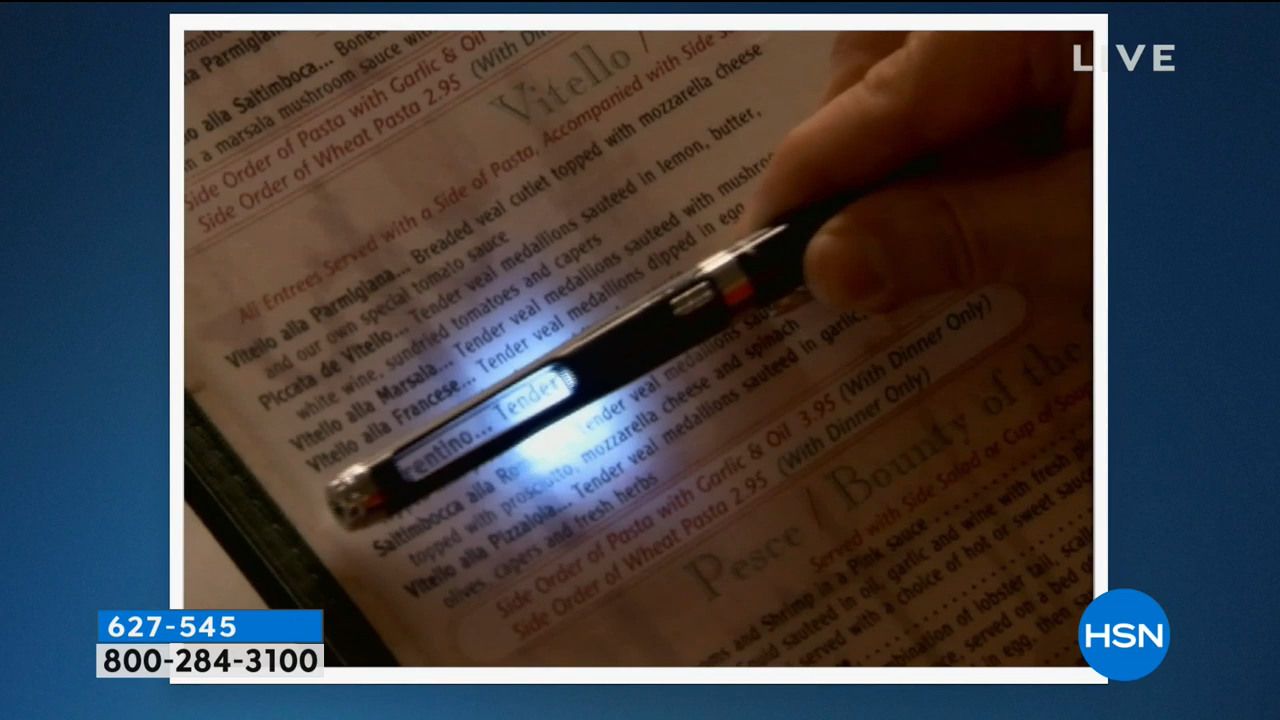 LIVE
alla Saltimboca... Bone
a marsala mushroom sauce
Side Order of Pasta with Garlic & Oil
Side Order of Wheat Pasta 2.95 (With
Vitello /
All Entrees Served with a Side of Pasta, Accompanied with Side
Vitello alla Parmigiana... Breaded veal cutlet topped with mozzarella cheese
and our own special tomato sauce
Piccata de Vitello... Tender veal medallions sauteed in lemon, butter,
white wine, sundried tomatoes and capers
Vitello alla Marsala... Tender veal medallions sauteed with mushro
Vitello alla Francese... Tender veal medallions dipped in egg
entino... Tender
Tender veal medallions
Saltimbocca alla Ro
topped with prosciutto, mozzarella cheese and spinach
Vitello alla Pizzaiola... Tender veal medallions sauteed in garlic,
olives, capers and fresh herbs
Side Order of Pasta with Garlic & Oil 3.95 (With Dinner Only)
Side Order of Wheat Pasta 2.95 (With Dinner Only)
Pesce / Bounty of the
Served with Side Salad or Cup of Soup
and Shrimp in a Pink sauce
sauteed in oil, garlic and wine with fresh
served with a choice of hot or sweet sauc
combination of lobster tail,
served on a bed of
in egg, then
627-545
800-284-3100
HSN